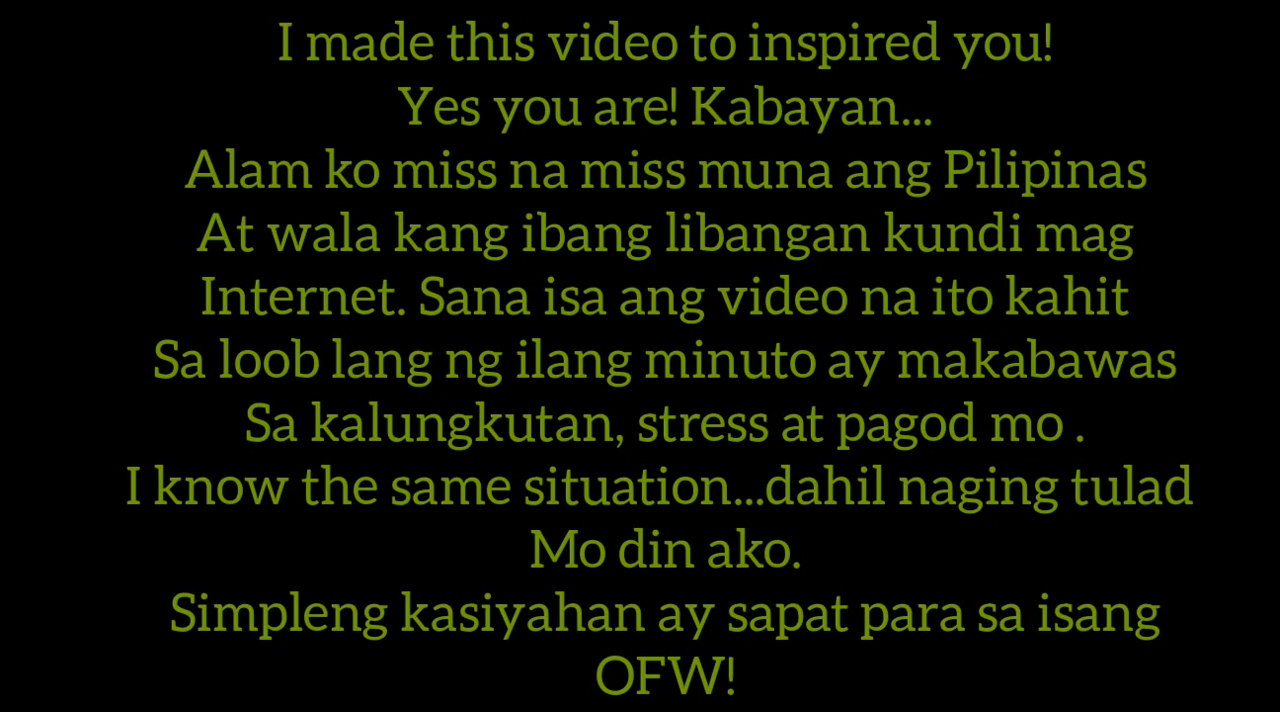 I made this video to inspired you!
Yes you are! Kabayan...
Alam ko miss na miss muna ang Pilipinas
At wala kang ibang libangan kundi mag
Internet. Sana isa ang video na ito kahit
Sa loob lang ng ilang minuto ay makabawas
Sa kalungkutan, stress at pagod mo .
I know the same situation...dahil naging tulad
Mo din ako.
Simpleng kasiyahan ay sapat para sa isang
OFW!